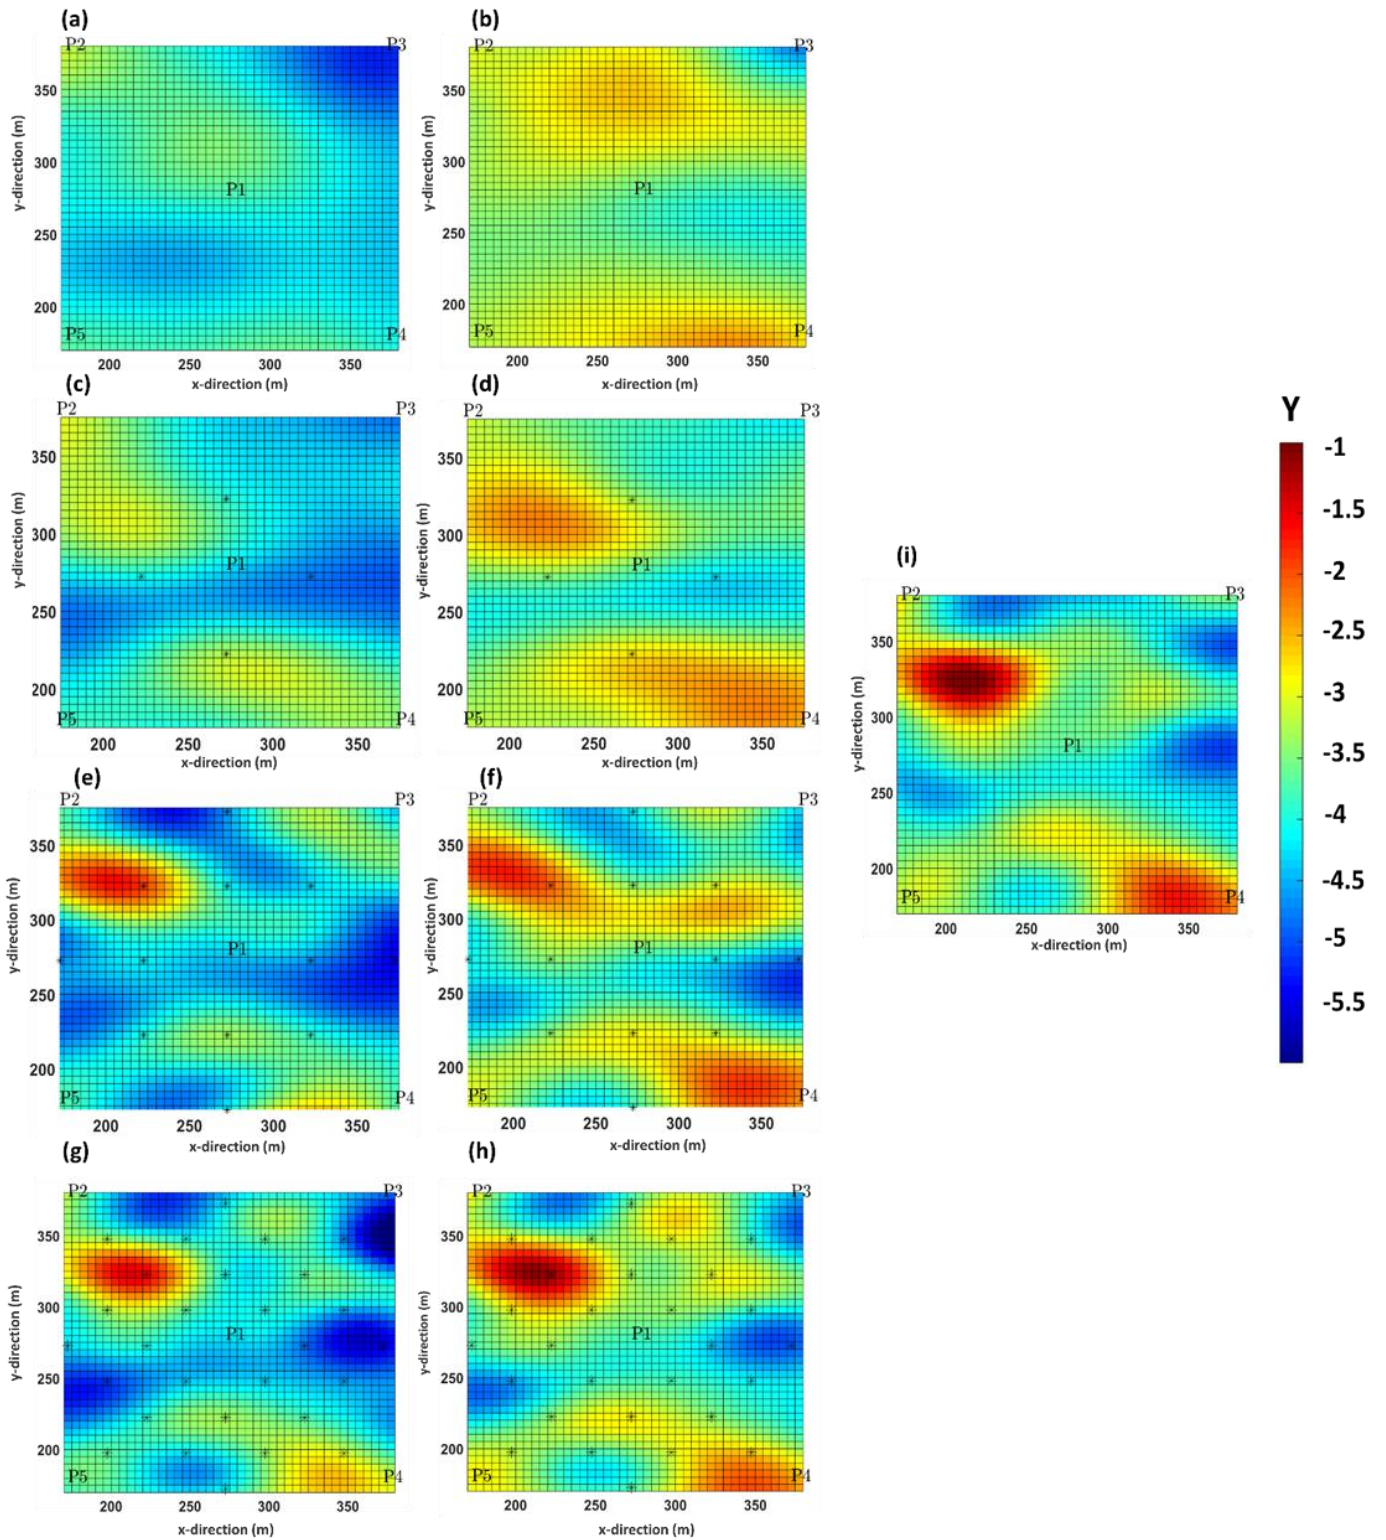 (a)
P2 P3
P1
P5 P4
350
300
250
200
200 250 300 350
y-direction (m)
x-direction (m)
(b)
P2 P3
P1
P5 P4
350
300
250
200
200 250 300 350
y-direction (m)
x-direction (m)
(c)
P2 P3
P1
P5 P4
350
300
250
200
200 250 300 350
y-direction (m)
x-direction (m)
(d)
P2 P3
P1
P5 P4
350
300
250
200
200 250 300 350
y-direction (m)
x-direction (m)
(e)
P2 P3
P1
P5 P4
350
300
250
200
200 250 300 350
y-direction (m)
x-direction (m)
(f)
P2 P3
P1
P5 P4
350
300
250
200
200 250 300 350
y-direction (m)
x-direction (m)
(g)
P2 P3
P1
P5 P4
350
300
250
200
200 250 300 350
y-direction (m)
x-direction (m)
(h)
P2 P3
P1
P5 P4
350
300
250
200
200 250 300 350
y-direction (m)
x-direction (m)
(i)
P2 P3
P1
P5 P4
350
300
250
200
200 250 300 350
y-direction (m)
x-direction (m)
Y
-1
-1.5
-2
-2.5
-3
-3.5
-4
-4.5
-5
-5.5